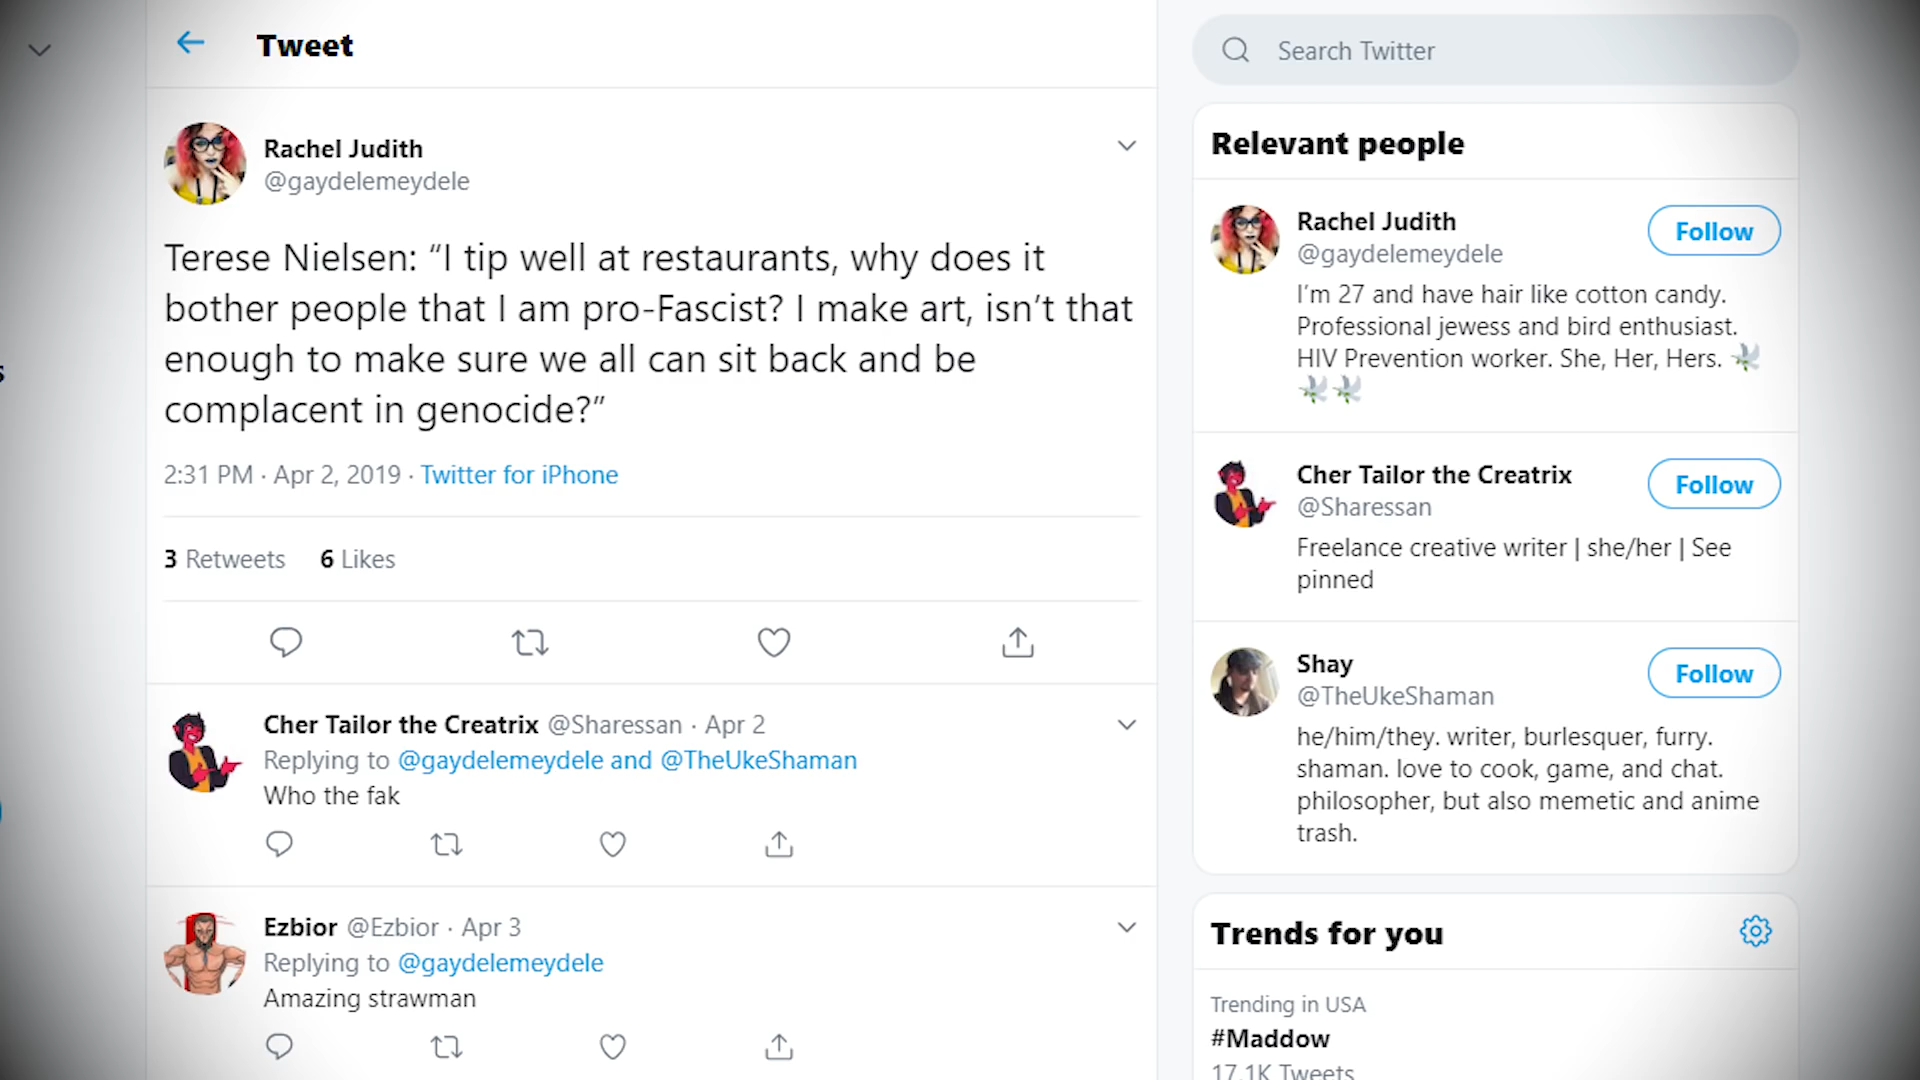 Tweet
Rachel Judith
@gaydelemeydele
Terese Nielsen: “I tip well at restaurants, why does it
bother people that I am pro-Fascist? I make art, isn’t that
enough to make sure we all can sit back and be
complacent in genocide?”
2:31 PM · Apr 2, 2019 · Twitter for iPhone
3 Retweets 6 Likes
Cher Tailor the Creatrix @Sharessan · Apr 2
Replying to @gaydelemeydele and @TheUkeShaman
Who the fak
Ezbior @Ezbior · Apr 3
Replying to @gaydelemeydele
Amazing strawman
Search Twitter
Relevant people
Rachel Judith
@gaydelemeydele
Follow
I’m 27 and have hair like cotton candy.
Professional jewess and bird enthusiast.
HIV Prevention worker. She, Her, Hers.
Cher Tailor the Creatrix
@Sharessan
Follow
Freelance creative writer | she/her | See
pinned
Shay
@TheUkeShaman
Follow
he/him/they. writer, burlesquer, furry.
shaman. love to cook, game, and chat.
philosopher, but also memetic and anime
trash.
Trends for you
Trending in USA
#Maddow
17.1K Tweets